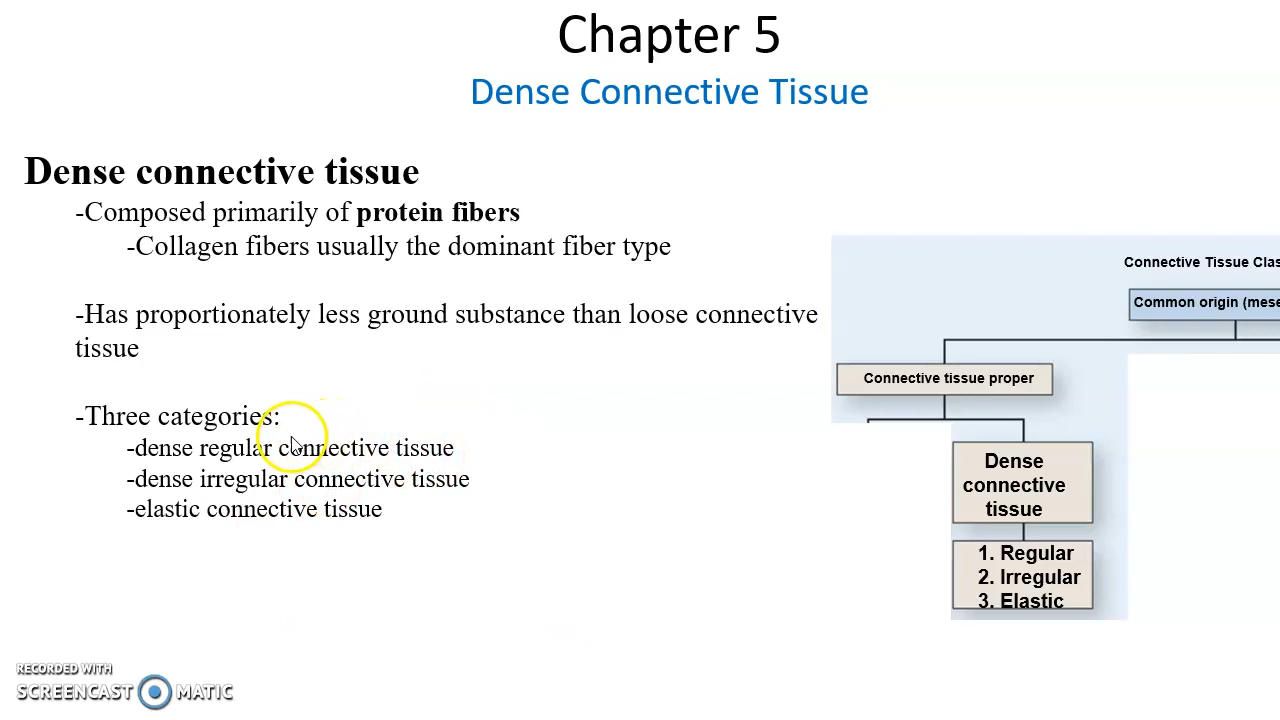 Chapter 5
Dense Connective Tissue
Dense connective tissue
-Composed primarily of protein fibers
-Collagen fibers usually the dominant fiber type
-Has proportionately less ground substance than loose connective
tissue
-Three categories:
-dense regular connective tissue
-dense irregular connective tissue
-elastic connective tissue
Connective Tissue Clas
Common origin (mese
Connective tissue proper
Dense
connective
tissue
1. Regular
2. Irregular
3. Elastic
RECORDED WITH
SCREENCAST MATIC